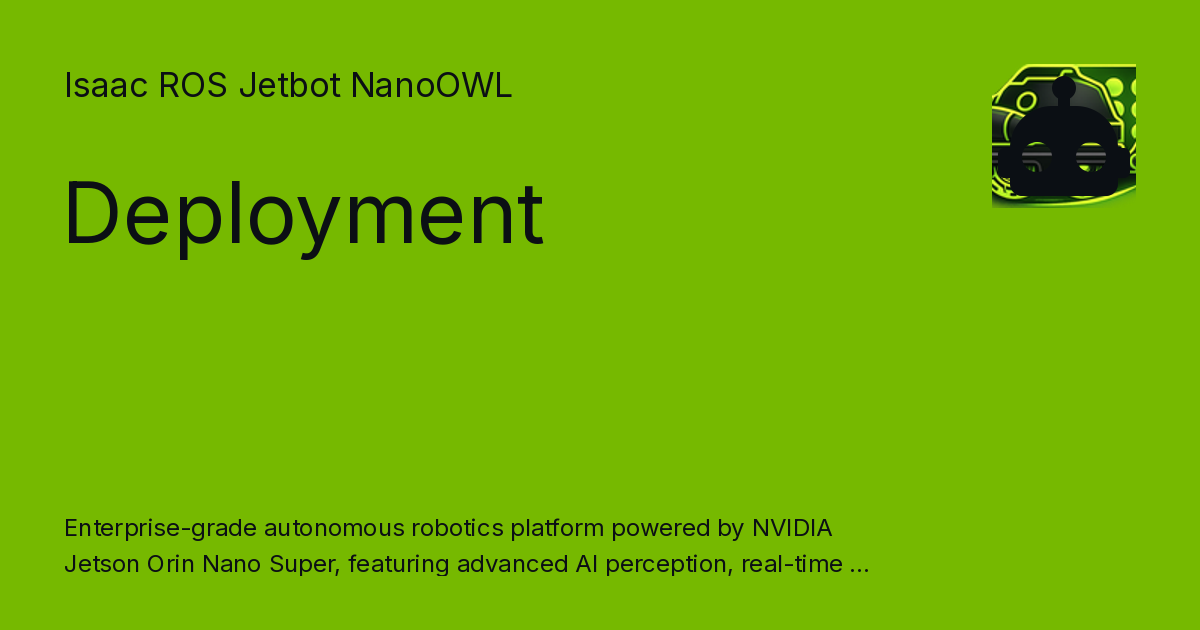 Isaac ROS Jetbot NanoOWL
Deployment
Enterprise-grade autonomous robotics platform powered by NVIDIA
Jetson Orin Nano Super, featuring advanced AI perception, real-time ...